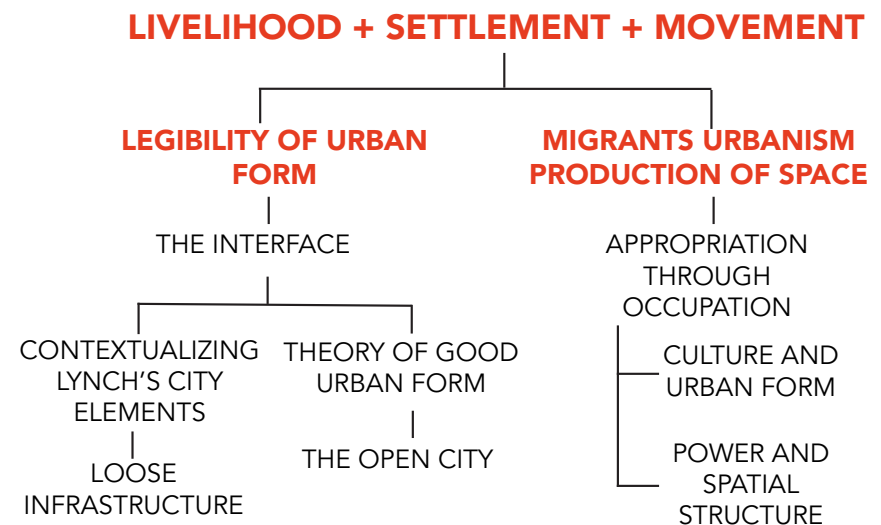 LIVELIHOOD + SETTLEMENT + MOVEMENT
LEGIBILITY OF URBAN
FORM
THE INTERFACE
CONTEXTUALIZING
LYNCH'S CITY
ELEMENTS
LOOSE
INFRASTRUCTURE
THEORY OF GOOD
URBAN FORM
THE OPEN CITY
MIGRANTS URBANISM
PRODUCTION OF SPACE
APPROPRIATION
THROUGH
OCCUPATION
CULTURE AND
URBAN FORM
POWER AND
SPATIAL
STRUCTURE